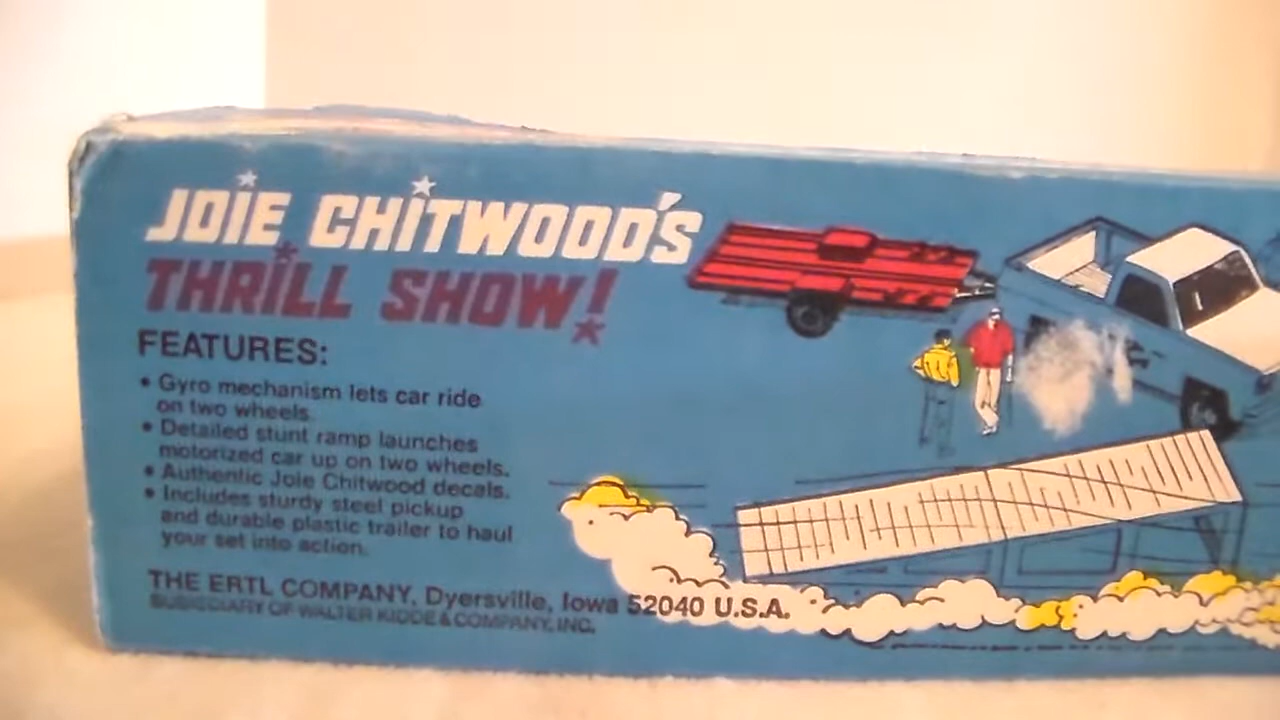 JOIE CHITWOOD'S
THRILL SHOW!
FEATURES:
• Gyro mechanism lets car ride
on two wheels.
• Detailed stunt ramp launches
motorized car up on two wheels.
• Authentic Joie Chitwood decals.
• Includes sturdy steel pickup
and durable plastic trailer to haul
your set into action.
THE ERTL COMPANY, Dyersville, Iowa 52040 U.S.A.
SUBSIDIARY OF WALTER KIDDE & COMPANY, INC.